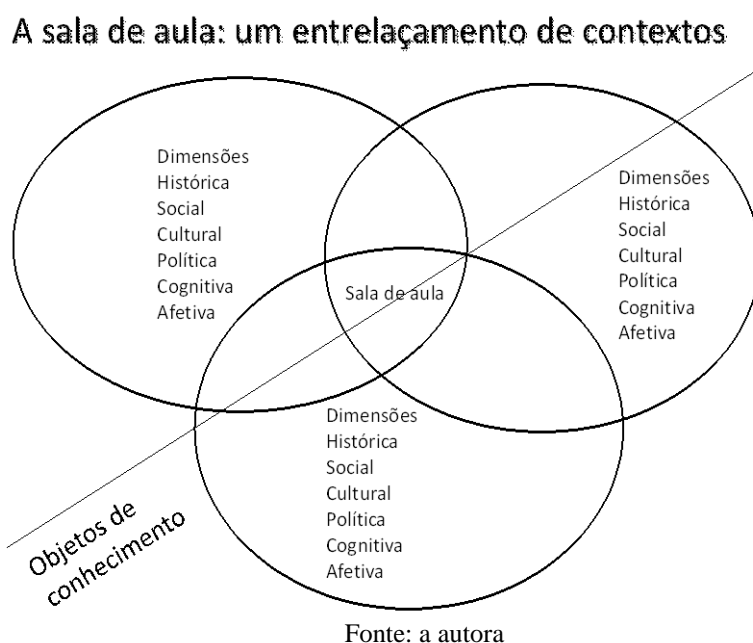 A sala de aula: um entrelaçamento de contextos
Dimensões
Histórica
Social
Cultural
Política
Cognitiva
Afetiva
Dimensões
Histórica
Social
Cultural
Política
Cognitiva
Afetiva
Sala de aula
Dimensões
Histórica
Social
Cultural
Política
Cognitiva
Afetiva
Objetos de
conhecimento
Fonte: a autora